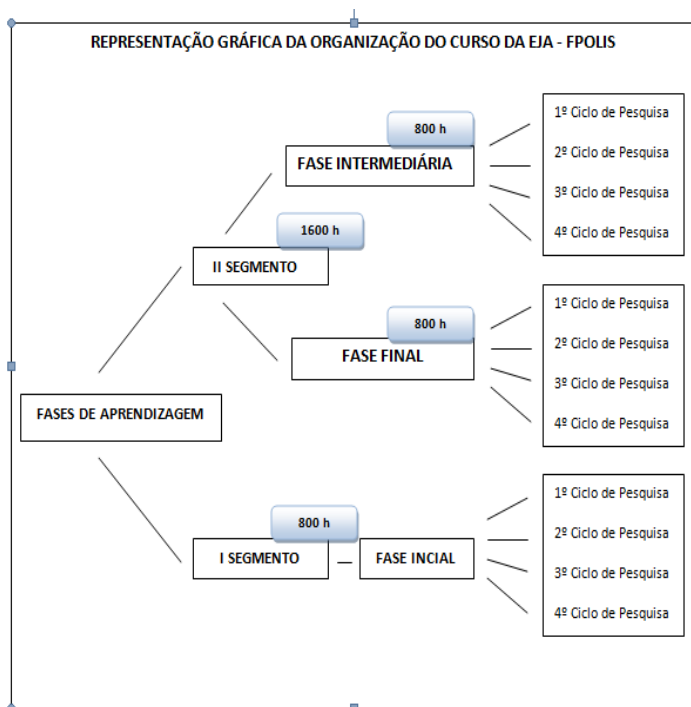 REPRESENTAÇÃO GRÁFICA DA ORGANIZAÇÃO DO CURSO DA EJA - FPOLIS
800 h
FASE INTERMEDIÁRIA
1º Ciclo de Pesquisa
2º Ciclo de Pesquisa
3º Ciclo de Pesquisa
4º Ciclo de Pesquisa
1600 h
II SEGMENTO
800 h
FASE FINAL
1º Ciclo de Pesquisa
2º Ciclo de Pesquisa
3º Ciclo de Pesquisa
4º Ciclo de Pesquisa
FASES DE APRENDIZAGEM
800 h
I SEGMENTO
FASE INCIAL
1º Ciclo de Pesquisa
2º Ciclo de Pesquisa
3º Ciclo de Pesquisa
4º Ciclo de Pesquisa